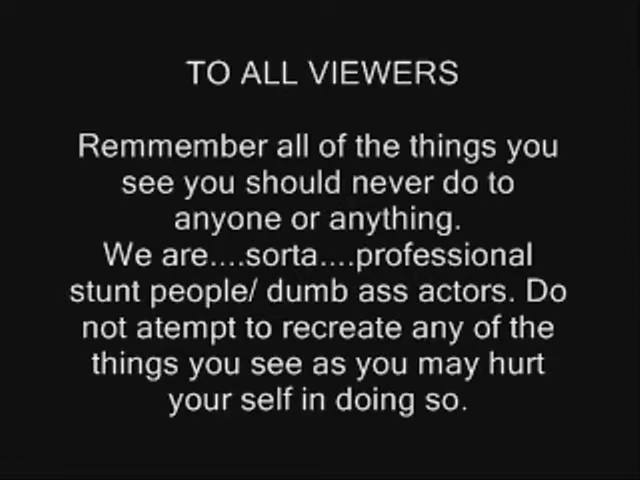 TO ALL VIEWERS
Remmember all of the things you
see you should never do to
anyone or anything.
We are....sorta....professional
stunt people/ dumb ass actors. Do
not atempt to recreate any of the
things you see as you may hurt
your self in doing so.